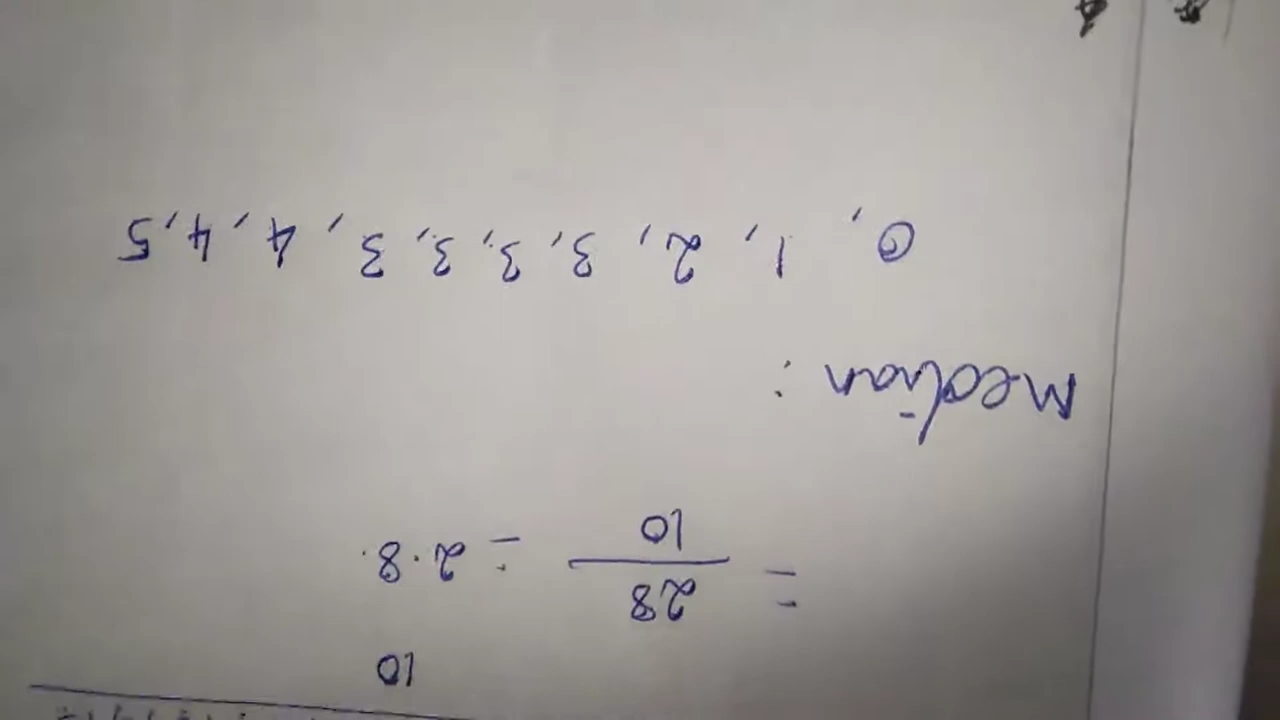 10
= 28/10 = 2.8.
Median :
0, 1, 2, 3, 3, 3, 3, 4, 4, 5